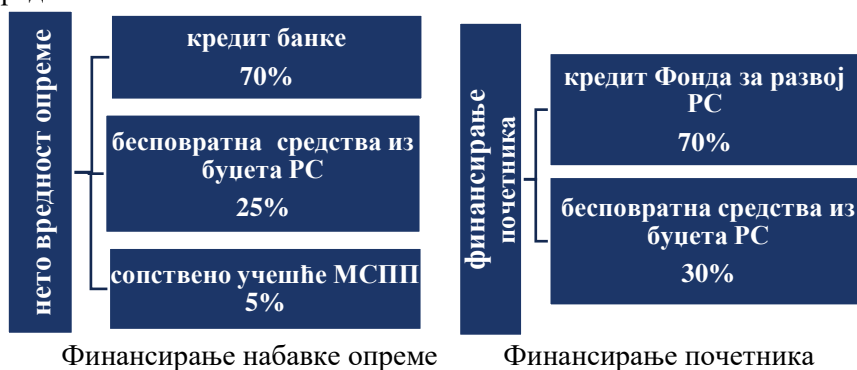 нето вредност опреме
кредит банке
70%
бесповратна средства из
буџета РС
25%
сопствено учешће МСПП
5%
финансирање
почетника
кредит Фонда за развој
РС
70%
бесповратна средства из
буџета РС
30%
Финансирање набавке опреме
Финансирање почетника